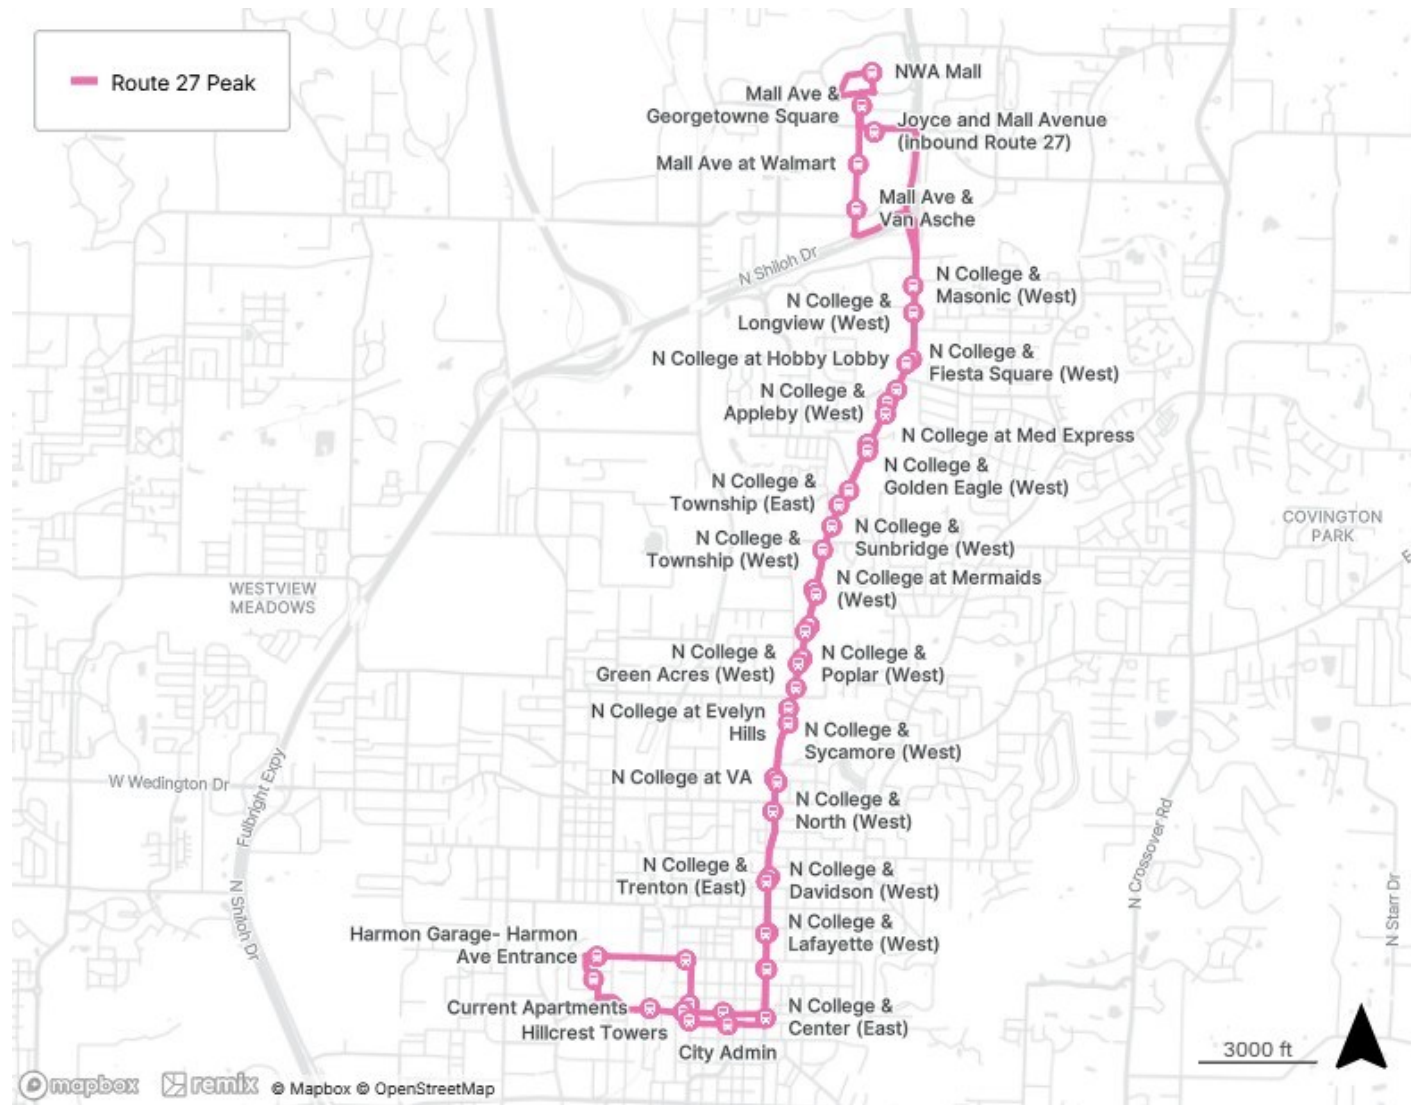 Route 27 Peak
NWA Mall
Mall Ave &
Georgetowne Square
Joyce and Mall Avenue
(inbound Route 27)
Mall Ave at Walmart
Mall Ave &
Van Asche
N Shiloh Dr
N College &
Masonic (West)
N College &
Longview (West)
N College at Hobby Lobby
N College &
Fiesta Square (West)
N College &
Appleby (West)
N College at Med Express
N College &
Golden Eagle (West)
N College &
Township (East)
N College &
Sunbridge (West)
N College &
Township (West)
COVINGTON
PARK
E
N College at Mermaids
(West)
WESTVIEW
MEADOWS
N College &
Green Acres (West)
N College &
Poplar (West)
N College at Evelyn
Hills
N College &
Sycamore (West)
N College at VA
W Wedington Dr
Fulbright Expy
N College &
North (West)
N Crossover Rd
N College &
Trenton (East)
N College &
Davidson (West)
N Shiloh Dr
N Starr Dr
N College &
Lafayette (West)
Harmon Garage- Harmon
Ave Entrance
Current Apartments
N College &
Center (East)
Hillcrest Towers
City Admin
3000 ft
mapbox
remix
© Mapbox © OpenStreetMap